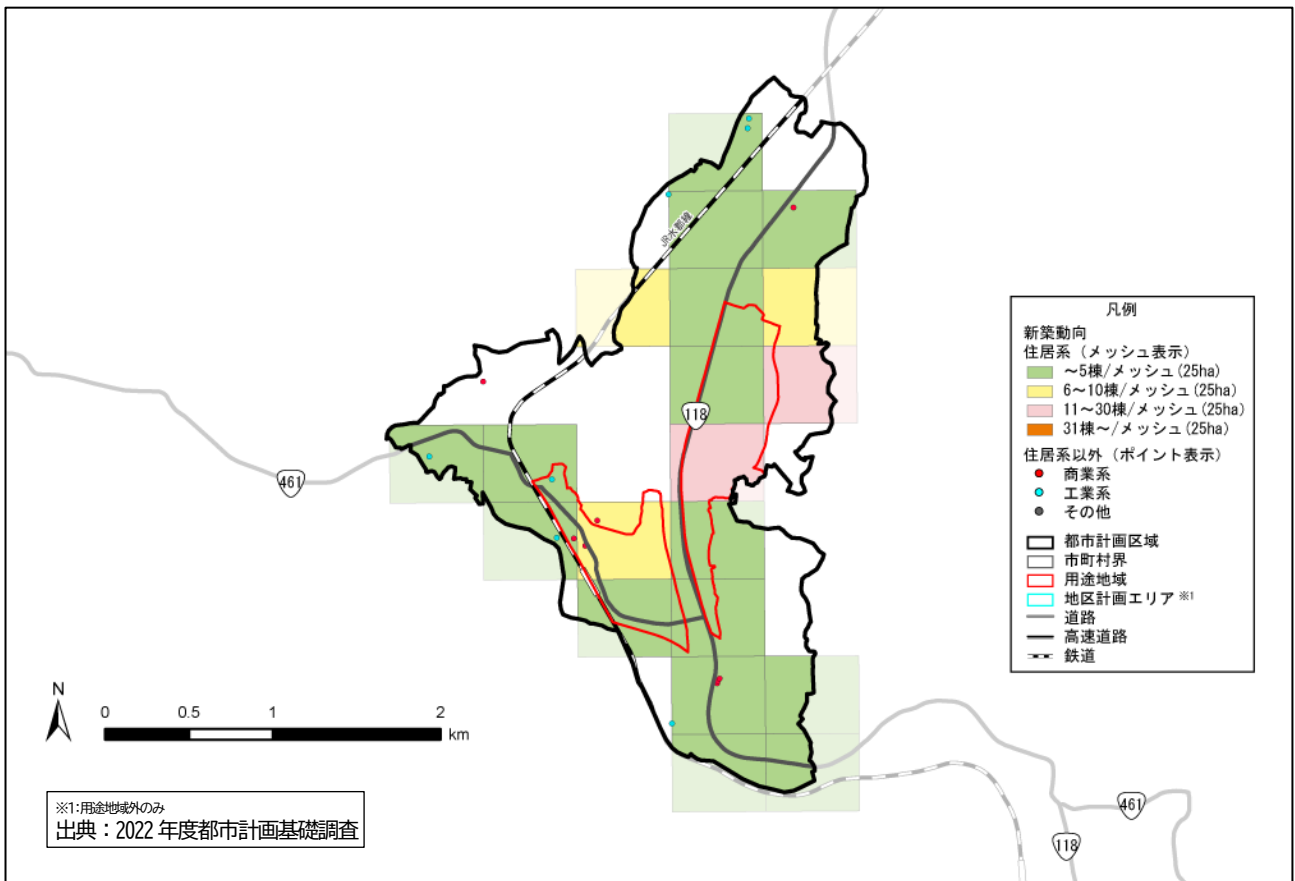 JR水郡線
118
461
凡例
新築動向
住居系（メッシュ表示）
～5棟/メッシュ(25ha)
6～10棟/メッシュ(25ha)
11～30棟/メッシュ(25ha)
31棟～/メッシュ(25ha)
住居系以外（ポイント表示）
商業系
工業系
その他
都市計画区域
市町村界
用途地域
地区計画エリア ※1
道路
高速道路
鉄道
N
0 0.5 1 2
km
※1:用途地域外のみ
出典：2022年度都市計画基礎調査
461
118